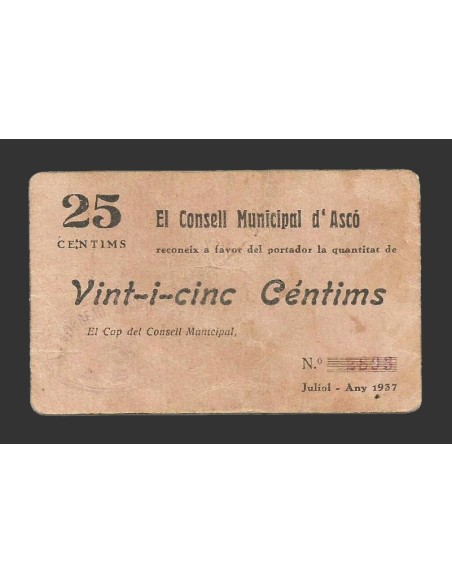 25
CENTIMS
El Consell Municipal d'Ascó
reconeix a favor del portador la quantitat de
Vint-i-cinc Céntims
El Cap del Consell Municipal,
N.º
Juliol - Any 1937